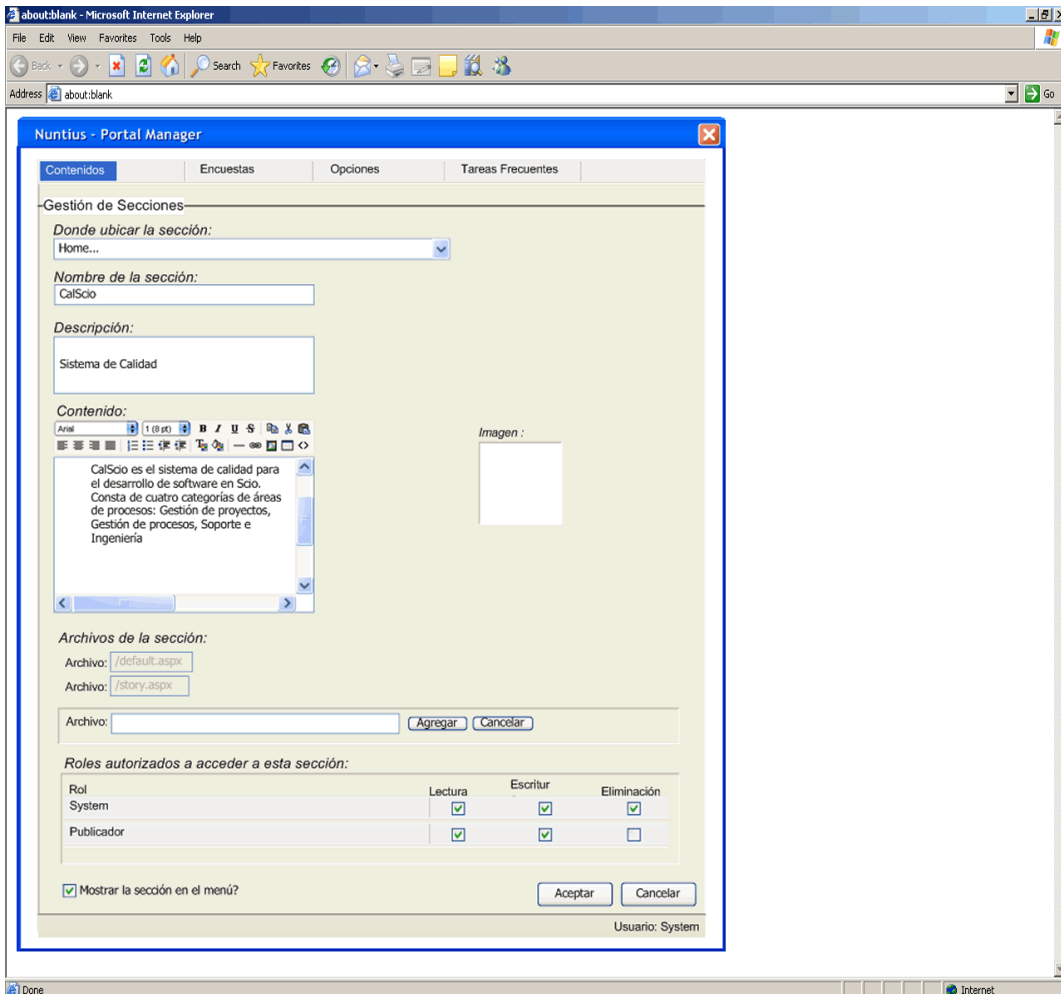 about:blank - Microsoft Internet Explorer
File Edit View Favorites Tools Help
Back Search Favorites
Address about:blank Go
Nuntius - Portal Manager
Contenidos Encuestas Opciones Tareas Frecuentes
Gestión de Secciones
Donde ubicar la sección:
Home...
Nombre de la sección:
CalScio
Descripción:
Sistema de Calidad
Contenido:
Arial 1 (8 pt) B I U S
Imagen :
CalScio es el sistema de calidad para
el desarrollo de software en Scio.
Consta de cuatro categorías de áreas
de procesos: Gestión de proyectos,
Gestión de procesos, Soporte e
Ingeniería
Archivos de la sección:
Archivo: /default.aspx
Archivo: /story.aspx
Archivo: Agregar Cancelar
Roles autorizados a acceder a esta sección:
Rol Lectura Escritur Eliminación
System
Publicador
Mostrar la sección en el menú?
Aceptar Cancelar
Usuario: System
Done Internet